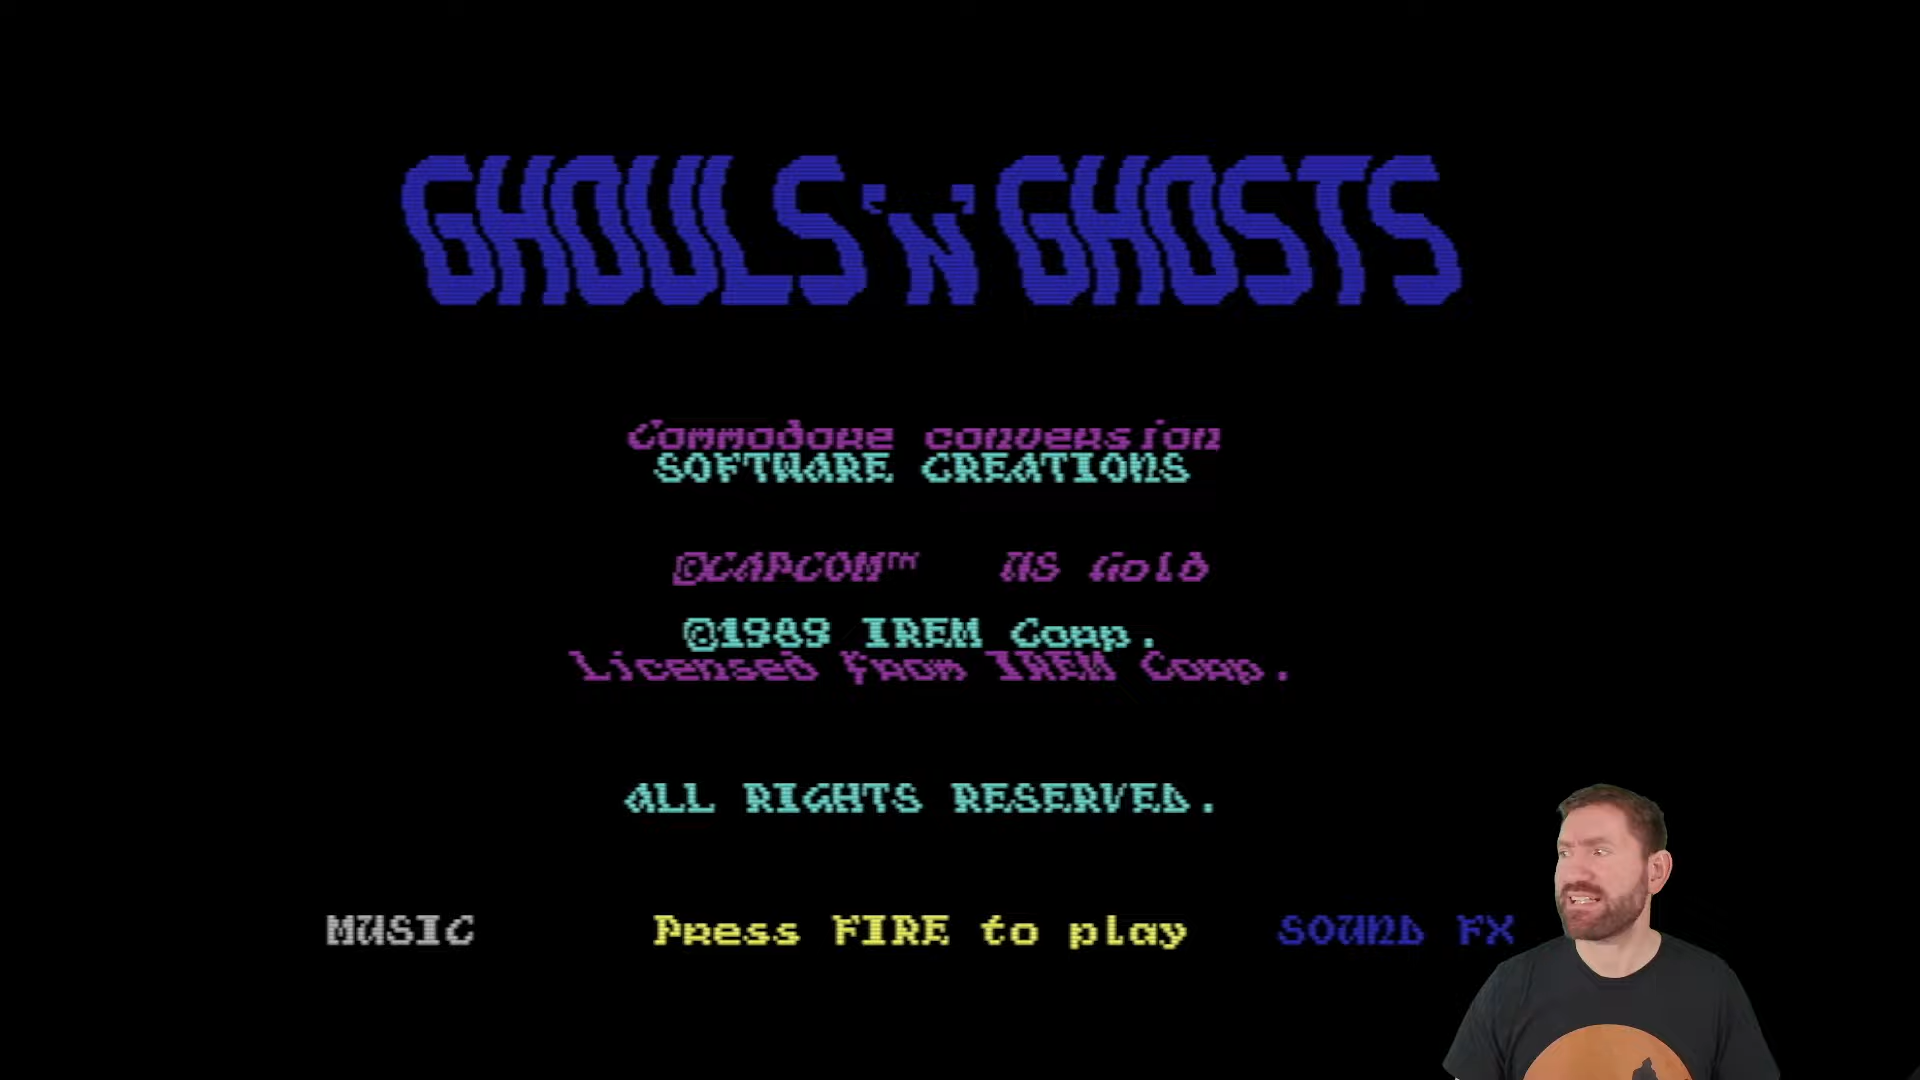 GHOULS 'N' GHOSTS
Commodore conversion
SOFTWARE CREATIONS
©CAPCOM™ US Gold
©1989 IREM Corp.
Licensed from IREM Corp.
ALL RIGHTS RESERVED.
MUSIC Press FIRE to play SOUND FX